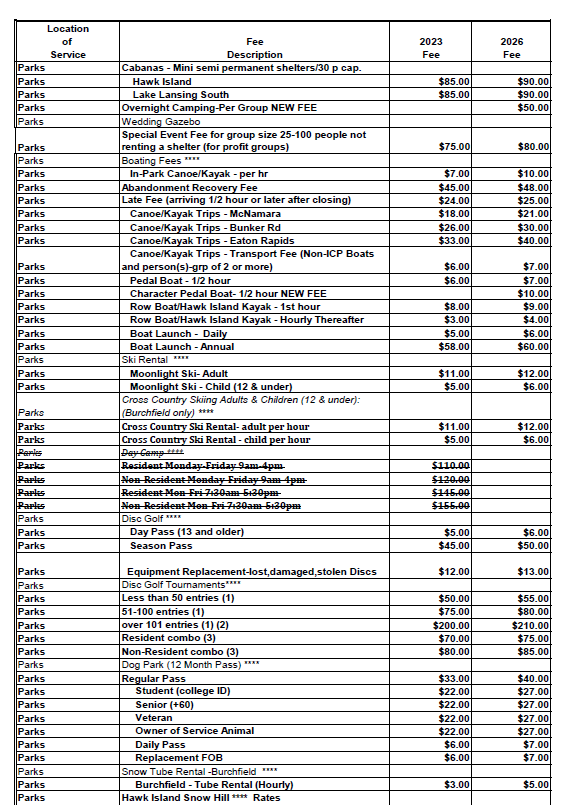 Location
of Fee 2023 2026
Service Description Fee Fee
Parks Cabanas - Mini semi permanent shelters/30 p cap.
Parks Hawk Island $85.00 $90.00
Parks Lake Lansing South $85.00 $90.00
Parks Overnight Camping-Per Group NEW FEE $50.00
Parks Wedding Gazebo
Special Event Fee for group size 25-100 people not
Parks renting a shelter (for profit groups) $75.00 $80.00
Parks Boating Fees ****
Parks In-Park Canoe/Kayak - per hr $7.00 $10.00
Parks Abandonment Recovery Fee $45.00 $48.00
Parks Late Fee (arriving 1/2 hour or later after closing) $24.00 $25.00
Parks Canoe/Kayak Trips - McNamara $18.00 $21.00
Parks Canoe/Kayak Trips - Bunker Rd $26.00 $30.00
Parks Canoe/Kayak Trips - Eaton Rapids $33.00 $40.00
Canoe/Kayak Trips - Transport Fee (Non-ICP Boats
Parks and person(s)-grp of 2 or more) $6.00 $7.00
Parks Pedal Boat - 1/2 hour $6.00 $7.00
Parks Character Pedal Boat- 1/2 hour NEW FEE $10.00
Parks Row Boat/Hawk Island Kayak - 1st hour $8.00 $9.00
Parks Row Boat/Hawk Island Kayak - Hourly Thereafter $3.00 $4.00
Parks Boat Launch - Daily $5.00 $6.00
Parks Boat Launch - Annual $58.00 $60.00
Parks Ski Rental ****
Parks Moonlight Ski- Adult $11.00 $12.00
Parks Moonlight Ski - Child (12 & under) $5.00 $6.00
Cross Country Skiing Adults & Children (12 & under):
Parks (Burchfield only) ****
Parks Cross Country Ski Rental- adult per hour $11.00 $12.00
Parks Cross Country Ski Rental - child per hour $5.00 $6.00
Parks Day Camp ****
Parks Resident Monday-Friday 9am-4pm $110.00
Parks Non-Resident Monday-Friday 9am-4pm $120.00
Parks Resident Mon-Fri 7:30am-5:30pm $145.00
Parks Non-Resident Mon-Fri 7:30am-5:30pm $155.00
Parks Disc Golf ****
Parks Day Pass (13 and older) $5.00 $6.00
Parks Season Pass $45.00 $50.00
Parks Equipment Replacement-lost,damaged,stolen Discs $12.00 $13.00
Parks Disc Golf Tournaments****
Parks Less than 50 entries (1) $50.00 $55.00
Parks 51-100 entries (1) $75.00 $80.00
Parks over 101 entries (1) (2) $200.00 $210.00
Parks Resident combo (3) $70.00 $75.00
Parks Non-Resident combo (3) $80.00 $85.00
Parks Dog Park (12 Month Pass) ****
Parks Regular Pass $33.00 $40.00
Parks Student (college ID) $22.00 $27.00
Parks Senior (+60) $22.00 $27.00
Parks Veteran $22.00 $27.00
Parks Owner of Service Animal $22.00 $27.00
Parks Daily Pass $6.00 $7.00
Parks Replacement FOB $6.00 $7.00
Parks Snow Tube Rental -Burchfield ****
Parks Burchfield - Tube Rental (Hourly) $3.00 $5.00
Parks Hawk Island Snow Hill **** Rates